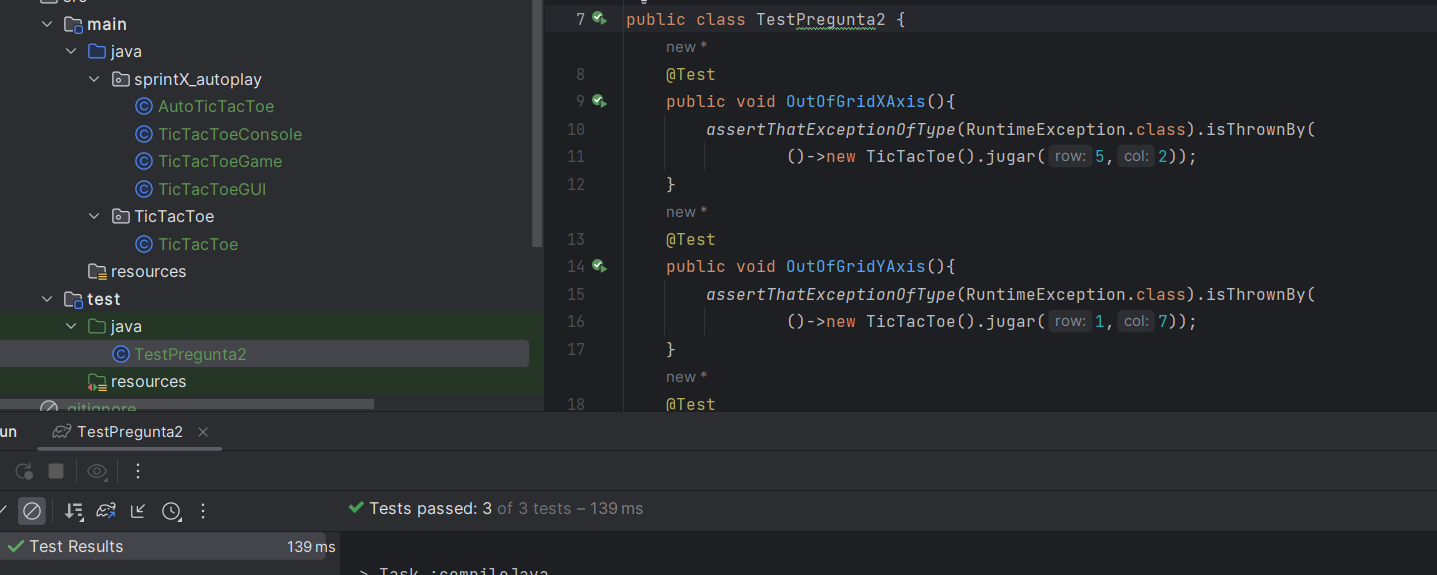 main
java
sprintX_autoplay
AutoTicTacToe
TicTacToeConsole
TicTacToeGame
TicTacToeGUI
TicTacToe
TicTacToe
resources
test
java
TestPregunta2
resources
.gitignore
7 public class TestPregunta2 {
new *
8 @Test
9 public void OutOfGridXAxis(){
10 assertThatExceptionOfType(RuntimeException.class).isThrownBy(
11 ()->new TicTacToe().jugar( row: 5, col: 2));
12 }
new *
13 @Test
14 public void OutOfGridYAxis(){
15 assertThatExceptionOfType(RuntimeException.class).isThrownBy(
16 ()->new TicTacToe().jugar( row: 1, col: 7));
17 }
new *
18 @Test
un TestPregunta2
Tests passed: 3 of 3 tests – 139 ms
Test Results 139 ms
> Task :compileJava